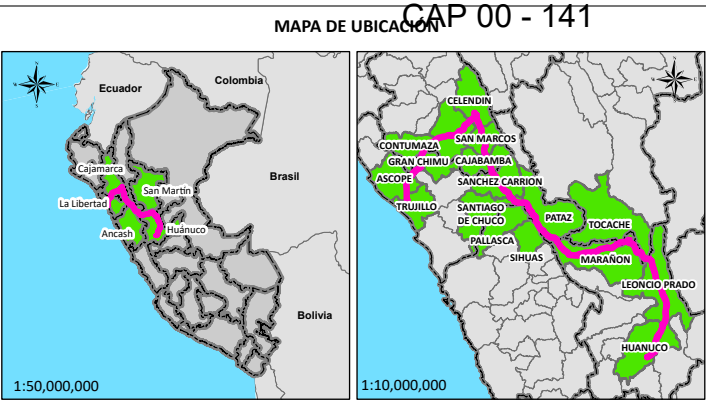 CAP 00 - 141
MAPA DE UBICACIÓN
Colombia
Ecuador
Brasil
Cajamarca
San Martín
La Libertad
Ancash
Huánuco
Bolivia
1:50,000,000
CELENDIN
SAN MARCOS
CONTUMAZA
GRAN CHIMU
CAJABAMBA
ASCOPE
SANCHEZ CARRION
TRUJILLO
SANTIAGO
DE CHUCO
PATAZ
TOCACHE
PALLASCA
SIHUAS
MARAÑON
LEONCIO PRADO
HUANUCO
1:10,000,000